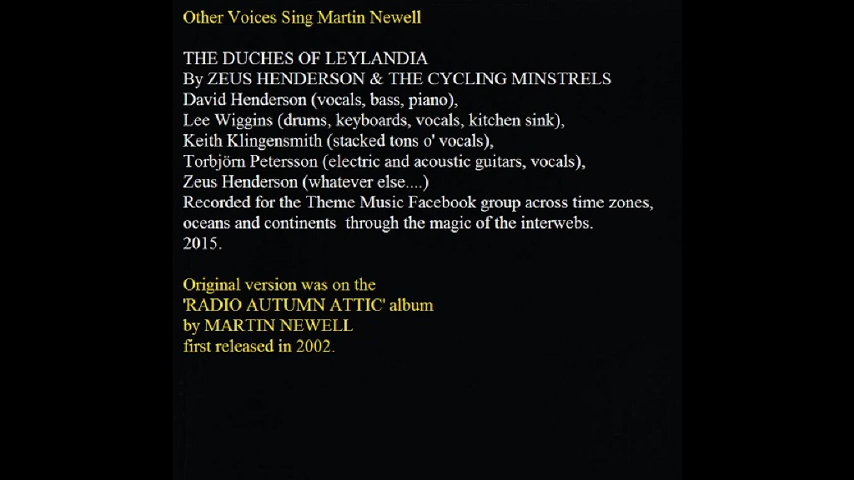 Other Voices Sing Martin Newell
THE DUCHES OF LEYLANDIA
By ZEUS HENDERSON & THE CYCLING MINSTRELS
David Henderson (vocals, bass, piano),
Lee Wiggins (drums, keyboards, vocals, kitchen sink),
Keith Klingensmith (stacked tons o' vocals),
Torbjörn Petersson (electric and acoustic guitars, vocals),
Zeus Henderson (whatever else....)
Recorded for the Theme Music Facebook group across time zones,
oceans and continents through the magic of the interwebs.
2015.
Original version was on the
'RADIO AUTUMN ATTIC' album
by MARTIN NEWELL
first released in 2002.